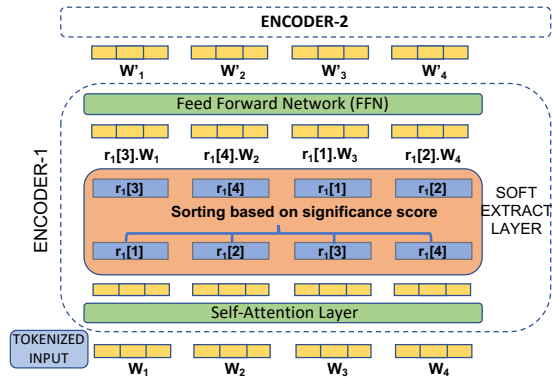 ENCODER-2
W'1 W'2 W'3 W'4
Feed Forward Network (FFN)
r1[3].W1 r1[4].W2 r1[1].W3 r1[2].W4
r1[3] r1[4] r1[1] r1[2]
Sorting based on significance score
r1[1] r1[2] r1[3] r1[4]
ENCODER-1
SOFT
EXTRACT
LAYER
Self-Attention Layer
TOKENIZED
INPUT
W1 W2 W3 W4